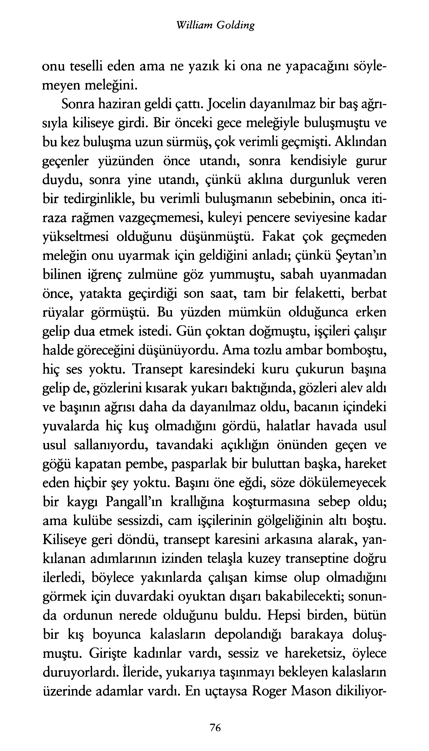 William Golding
onu teselli eden ama ne yazık ki ona ne yapacağını söyle-
meyen meleğini.
Sonra haziran geldi çattı. Jocelin dayanılmaz bir baş ağrı-
sıyla kiliseye girdi. Bir önceki gece meleğiyle buluşmuştu ve
bu kez buluşma uzun sürmüş, çok verimli geçmişti. Aklından
geçenler yüzünden önce utandı, sonra kendisiyle gurur
duydu, sonra yine utandı, çünkü aklına durgunluk veren
bir tedirginlikle, bu verimli buluşmanın sebebinin, onca iti-
raza rağmen vazgeçmemesi, kuleyi pencere seviyesine kadar
yükseltmesi olduğunu düşünmüştü. Fakat çok geçmeden
meleğin onu uyarmak için geldiğini anladı; çünkü Şeytan'ın
bilinen iğrenç zulmüne göz yummuştu, sabah uyanmadan
önce, yatakta geçirdiği son saat, tam bir felaketti, berbat
rüyalar görmüştü. Bu yüzden mümkün olduğunca erken
gelip dua etmek istedi. Gün çoktan doğmuştu, işçileri çalışır
halde göreceğini düşünüyordu. Ama tozlu ambar bomboştu,
hiç ses yoktu. Transept karesindeki kuru çukurun başına
gelip de, gözlerini kısarak yukarı baktığında, gözleri alev aldı
ve başının ağrısı daha da dayanılmaz oldu, bacanın içindeki
yuvalarda hiç kuş olmadığını gördü, halatlar havada usul
usul sallanıyordu, tavandaki açıklığın önünden geçen ve
göğü kapatan pembe, pasparlak bir buluttan başka, hareket
eden hiçbir şey yoktu. Başını öne eğdi, söze dökülemeyecek
bir kaygı Pangall'ın krallığına koşturmasına sebep oldu;
ama kulübe sessizdi, cam işçilerinin gölgeliğinin altı boştu.
Kiliseye geri döndü, transept karesini arkasına alarak, yan-
kılanan adımlarının izinden telaşla kuzey transeptine doğru
ilerledi, böylece yakınlarda çalışan kimse olup olmadığını
görmek için duvardaki oyuktan dışarı bakabilecekti; sonun-
da ordunun nerede olduğunu buldu. Hepsi birden, bütün
bir kış boyunca kalasların depolandığı barakaya doluş-
muştu. Girişte kadınlar vardı, sessiz ve hareketsiz, öylece
duruyorlardı. İleride, yukarıya taşınmayı bekleyen kalasların
üzerinde adamlar vardı. En uçtaysa Roger Mason dikiliyor-
76